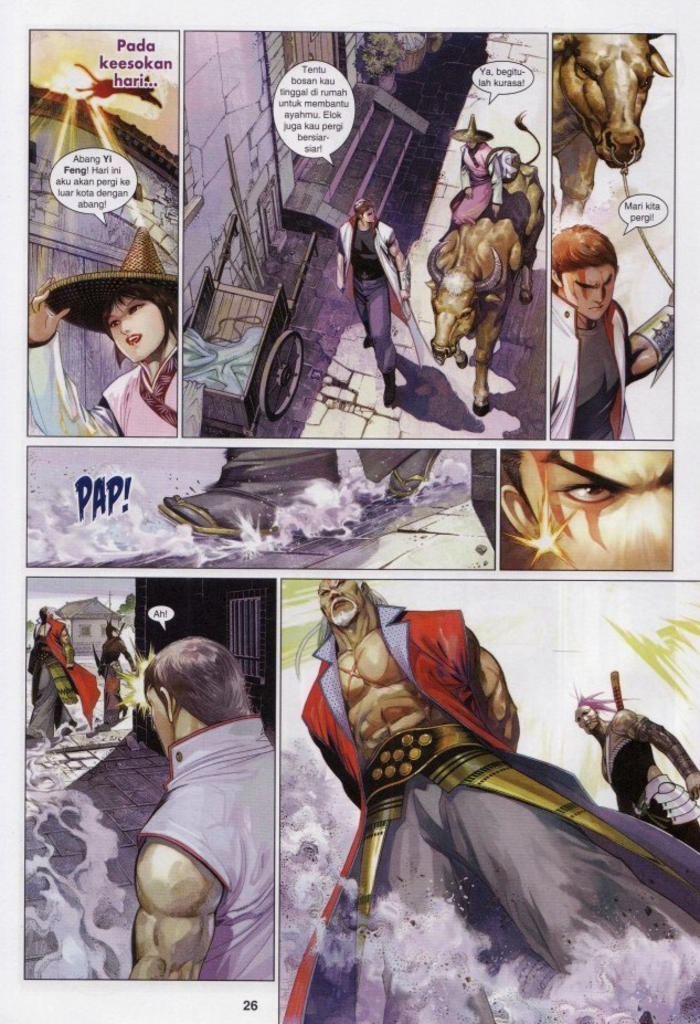 Pada
keesokan
hari...
Abang Yi
Feng! Hari ini
aku akan pergi ke
luar kota dengan
abang!
Tentu
bosan kau
tinggal di rumah
untuk membantu
ayahmu. Elok
juga kau pergi
bersiar-
siar!
Ya, begitu-
lah kurasa!
Mari kita
pergi!
PAP!
Ah!
26